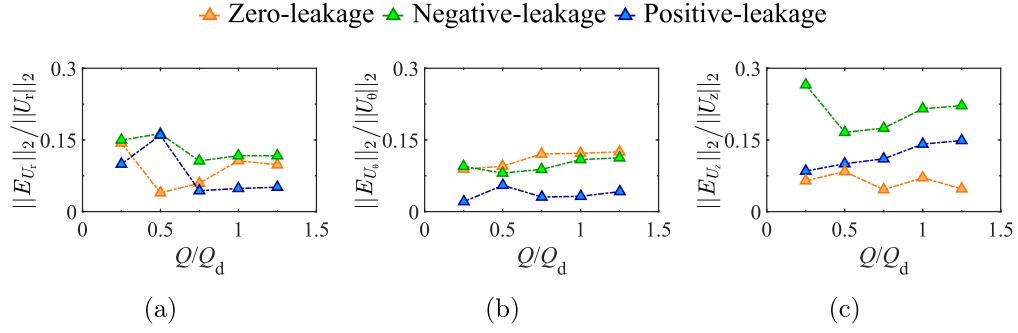 Zero-leakage Negative-leakage Positive-leakage
||E_{U_r}||_2/||U_r||_2
0.3
0.15
0
0 0.5 1 1.5
Q/Q_d
(a)
||E_{U_θ}||_2/||U_θ||_2
0.3
0.15
0
0 0.5 1 1.5
Q/Q_d
(b)
||E_{U_z}||_2/||U_z||_2
0.3
0.15
0
0 0.5 1 1.5
Q/Q_d
(c)